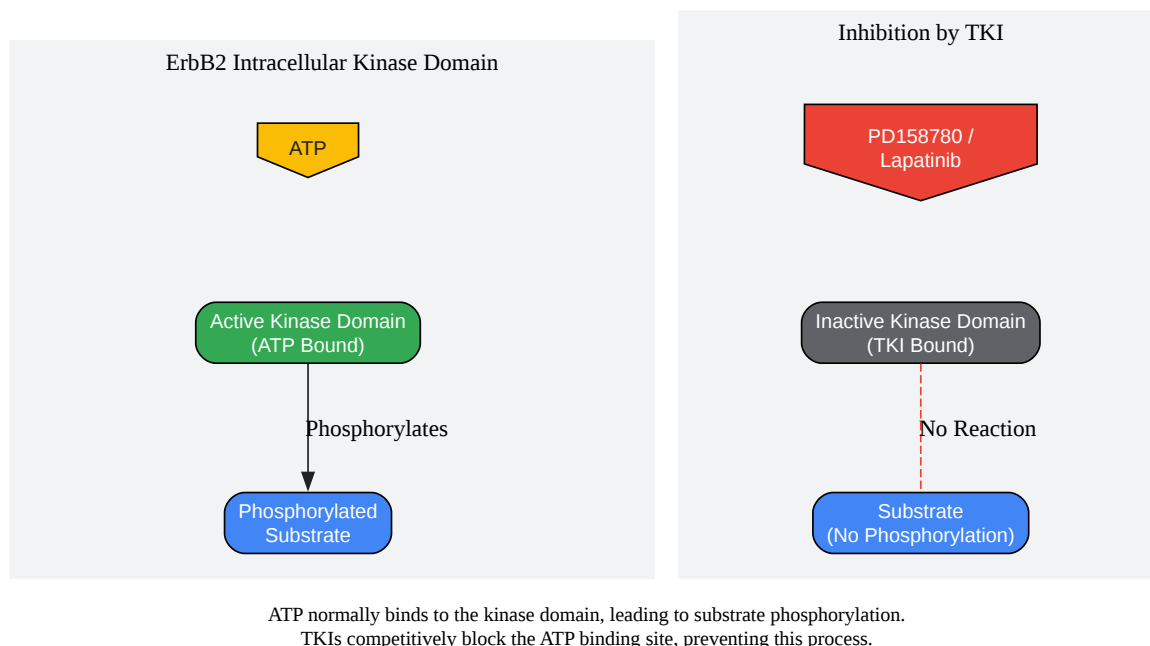 ErbB2 Intracellular Kinase Domain
ATP
Active Kinase Domain
(ATP Bound)
Phosphorylates
Phosphorylated
Substrate
Inhibition by TKI
PD158780 /
Lapatinib
Inactive Kinase Domain
(TKI Bound)
No Reaction
Substrate
(No Phosphorylation)
ATP normally binds to the kinase domain, leading to substrate phosphorylation.
TKIs competitively block the ATP binding site, preventing this process.